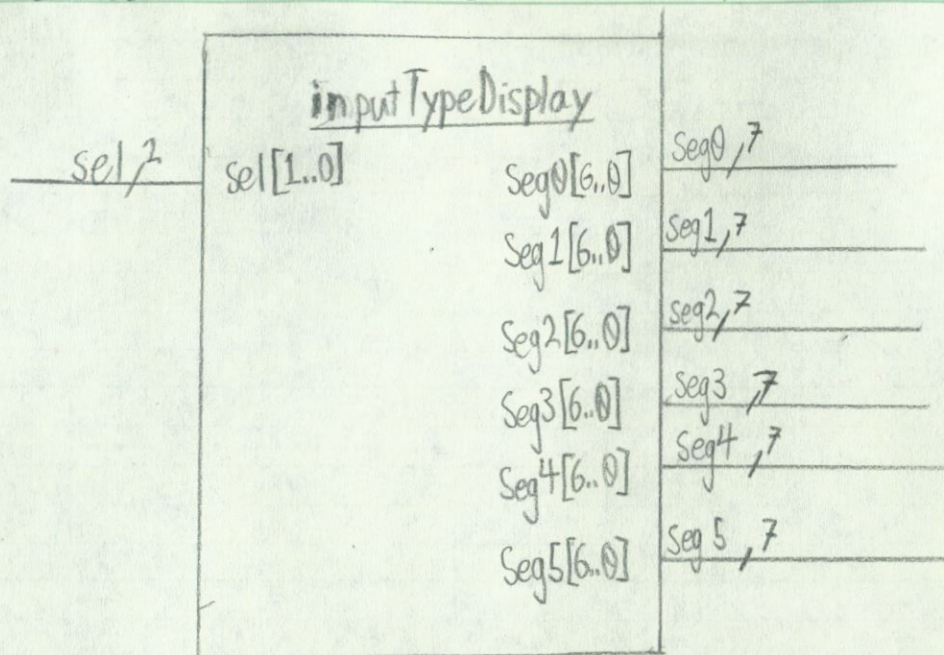 inputTypeDisplay
sel,2
sel[1..0]
seg0[6..0]
seg0,7
seg1[6..0]
seg1,7
seg2[6..0]
seg2,7
seg3[6..0]
seg3,7
seg4[6..0]
seg4,7
seg5[6..0]
seg5,7